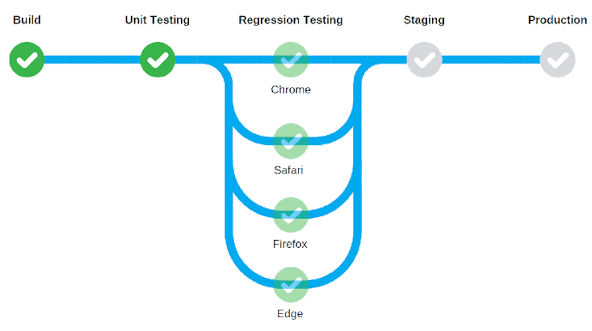 Build
Unit Testing
Regression Testing
Staging
Production
Chrome
Safari
Firefox
Edge